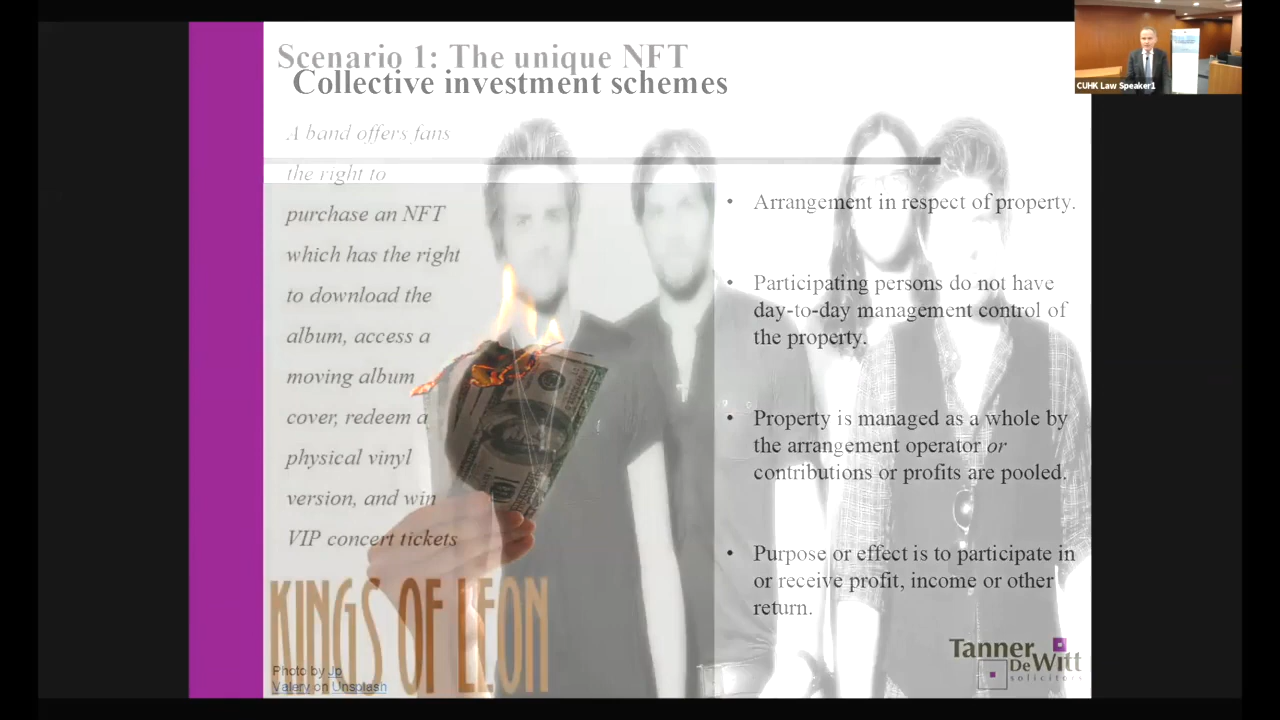 Scenario 1: The unique NFT
Collective investment schemes
A band offers fans
the right to
purchase an NFT
which has the right
to download the
album, access a
moving album
cover, redeem a
physical vinyl
version, and win
VIP concert tickets
KINGS OF LEON
Photo by Jp
Valery on Unsplash
• Arrangement in respect of property.
• Participating persons do not have
day-to-day management control of
the property.
• Property is managed as a whole by
the arrangement operator or
contributions or profits are pooled.
• Purpose or effect is to participate in
or receive profit, income or other
return.
Tanner
De Witt
solicitors
CUHK Law Speaker1